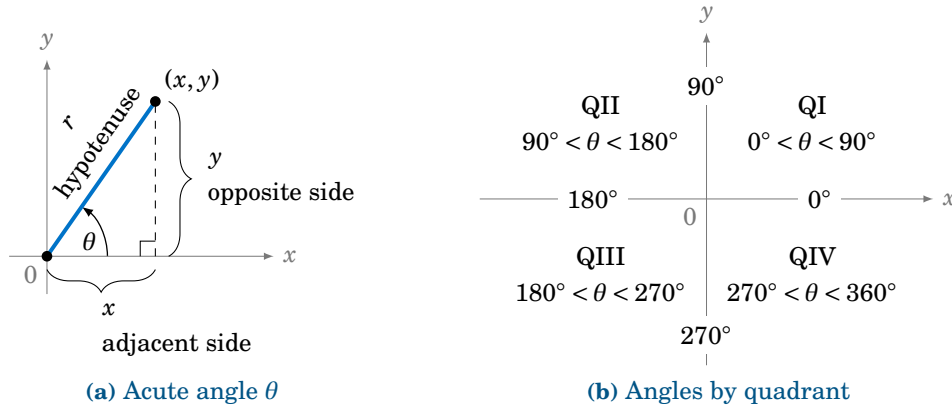 y
(x, y)
r
hypotenuse
y
opposite side
θ
x
0
x
adjacent side
(a) Acute angle θ
y
90°
QII
90° < θ < 180°
QI
0° < θ < 90°
180°
0°
x
0
QIII
180° < θ < 270°
QIV
270° < θ < 360°
270°
(b) Angles by quadrant